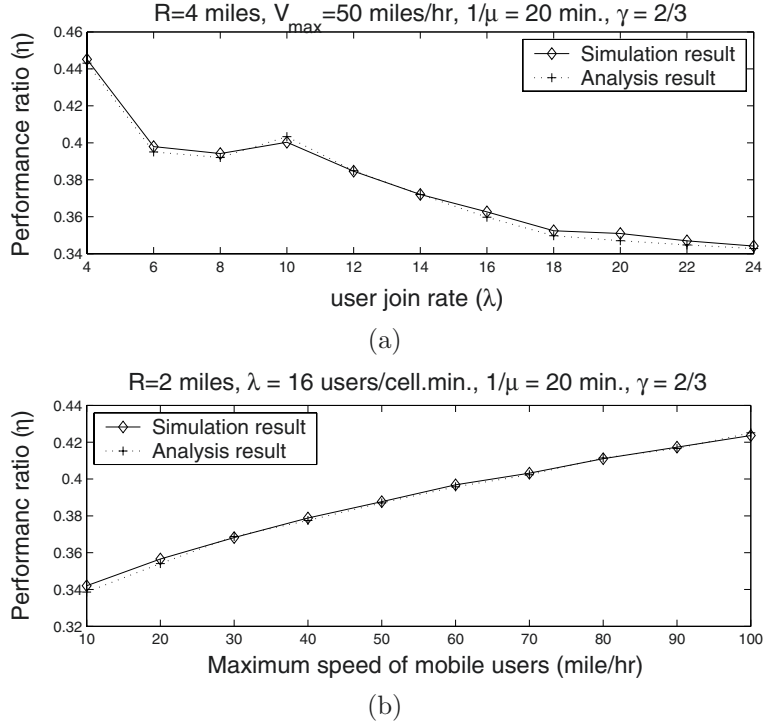 R=4 miles, V_max=50 miles/hr, 1/μ = 20 min., γ = 2/3
Performance ratio (η)
0.46
0.44
0.42
0.4
0.38
0.36
0.34
Simulation result
Analysis result
4 6 8 10 12 14 16 18 20 22 24
user join rate (λ)
(a)
R=2 miles, λ = 16 users/cell.min., 1/μ = 20 min., γ = 2/3
Performanc ratio (η)
0.44
0.42
0.4
0.38
0.36
0.34
0.32
Simulation result
Analysis result
10 20 30 40 50 60 70 80 90 100
Maximum speed of mobile users (mile/hr)
(b)